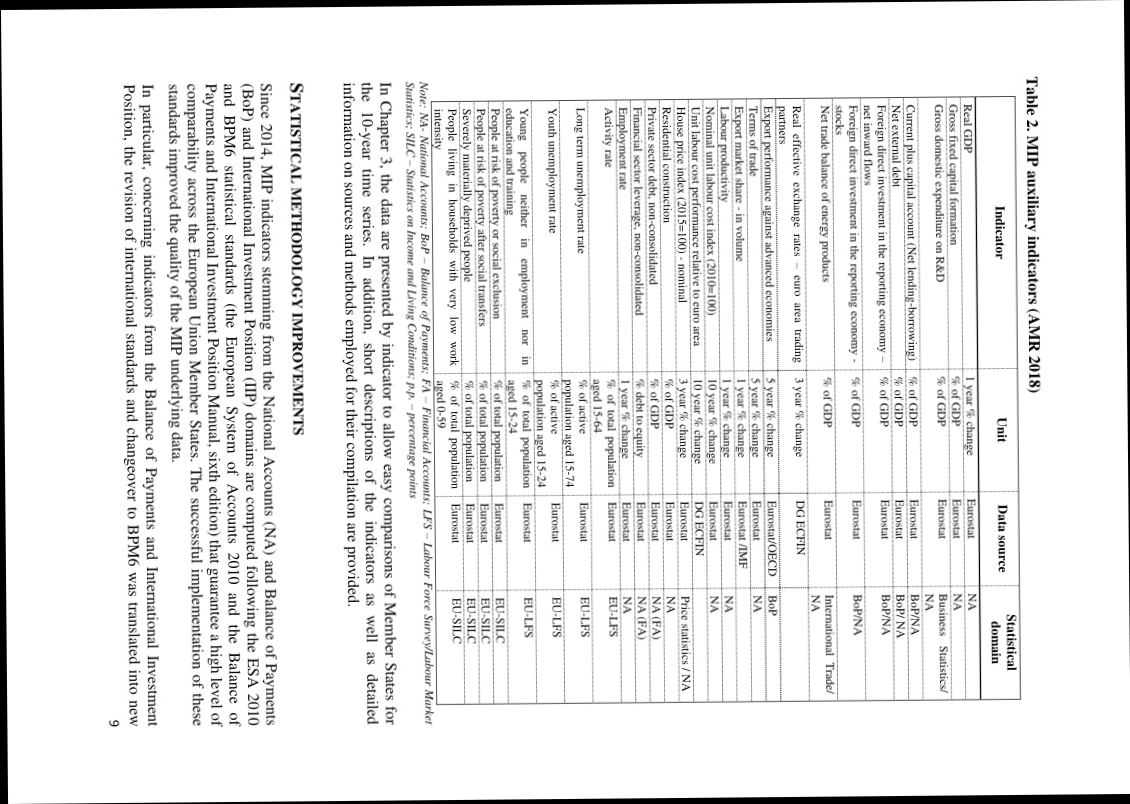 Table 2. MIP auxiliary indicators (AMR 2018)
Indicator Unit Data source Statistical domain
Real GDP 1 year % change Eurostat NA
Gross fixed capital formation % of GDP Eurostat NA
Gross domestic expenditure on R&D % of GDP Eurostat Business Statistics/
NA
Current plus capital account (Net lending-borrowing) % of GDP Eurostat BoP/NA
Net external debt % of GDP Eurostat BoP/ NA
Foreign direct investment in the reporting economy – % of GDP Eurostat BoP/NA
net inward flows
Foreign direct investment in the reporting economy - % of GDP Eurostat BoP/NA
stocks
Net trade balance of energy products % of GDP Eurostat International Trade/
NA
Real effective exchange rates – euro area trading 3 year % change DG ECFIN
partners
Export performance against advanced economies 5 year % change Eurostat/OECD BoP
Terms of trade 5 year % change Eurostat NA
Export market share - in volume 1 year % change Eurostat /IMF
Labour productivity 1 year % change Eurostat NA
Nominal unit labour cost index (2010=100) 10 year % change Eurostat NA
Unit labour cost performance relative to euro area 10 year % change DG ECFIN
House price index (2015=100) - nominal 3 year % change Eurostat Price statistics / NA
Residential construction % of GDP Eurostat NA
Private sector debt, non-consolidated % of GDP Eurostat NA (FA)
Financial sector leverage, non-consolidated % debt to equity Eurostat NA (FA)
Employment rate 1 year % change Eurostat NA
Activity rate % of total population Eurostat EU-LFS
aged 15-64
Long term unemployment rate % of active Eurostat EU-LFS
population aged 15-74
Youth unemployment rate % of active Eurostat EU-LFS
population aged 15-24
Young people neither in employment nor in % of total population Eurostat EU-LFS
education and training aged 15-24
People at risk of poverty or social exclusion % of total population Eurostat EU-SILC
People at risk of poverty after social transfers % of total population Eurostat EU-SILC
Severely materially deprived people % of total population Eurostat EU-SILC
People living in households with very low work % of total population Eurostat EU-SILC
intensity aged 0-59
Note: NA- National Accounts; BoP – Balance of Payments; FA – Financial Accounts; LFS – Labour Force Survey/Labour Market
Statistics; SILC – Statistics on Income and Living Conditions; p.p. – percentage points
In Chapter 3, the data are presented by indicator to allow easy comparisons of Member States for
the 10-year time series. In addition, short descriptions of the indicators as well as detailed
information on sources and methods employed for their compilation are provided.
STATISTICAL METHODOLOGY IMPROVEMENTS
Since 2014, MIP indicators stemming from the National Accounts (NA) and Balance of Payments
(BoP) and International Investment Position (IIP) domains are computed following the ESA 2010
and BPM6 statistical standards (the European System of Accounts 2010 and the Balance of
Payments and International Investment Position Manual, sixth edition) that guarantee a high level of
comparability across the European Union Member States. The successful implementation of these
standards improved the quality of the MIP underlying data.
In particular, concerning indicators from the Balance of Payments and International Investment
Position, the revision of international standards and changeover to BPM6 was translated into new
9